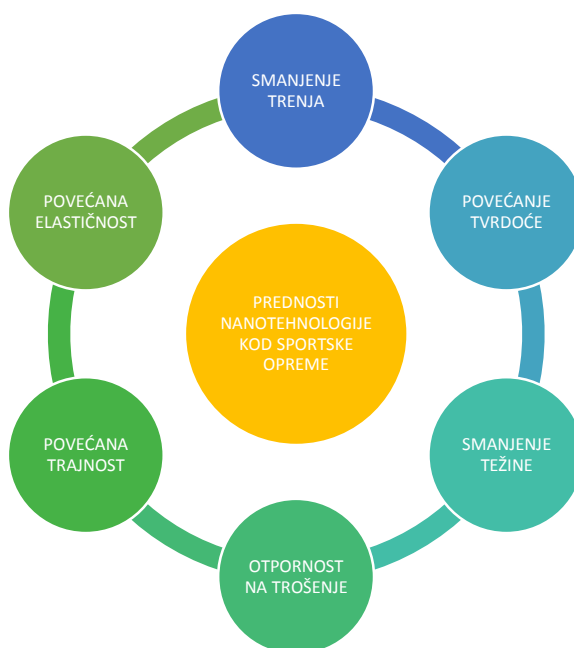 SMANJENJE
TRENJA
POVEĆANJE
TVRDOĆE
SMANJENJE
TEŽINE
OTPORNOST
NA TROŠENJE
POVEĆANA
TRAJNOST
POVEĆANA
ELASTIČNOST
PREDNOSTI
NANOTEHNOLOGIJE
KOD SPORTSKE
OPREME